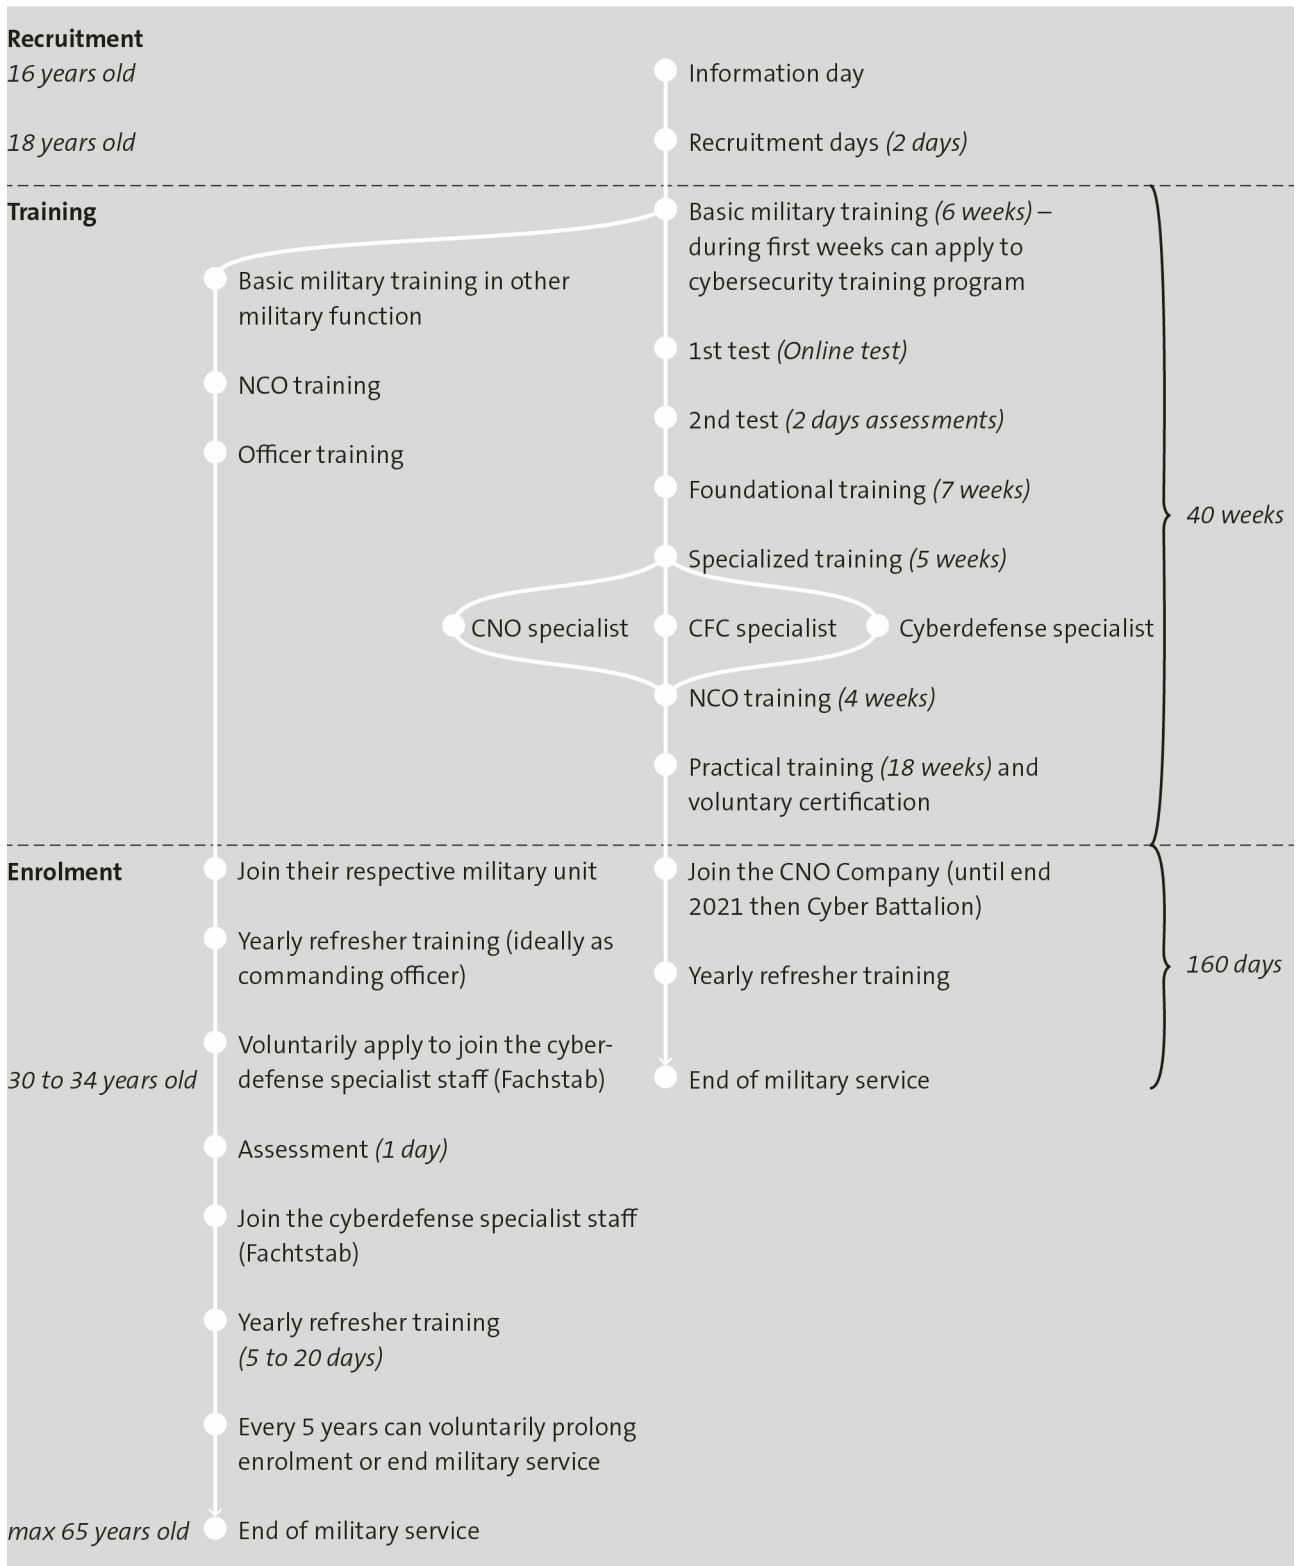 Recruitment
16 years old
Information day
18 years old
Recruitment days (2 days)
Training
Basic military training (6 weeks) –
during first weeks can apply to
cybersecurity training program
Basic military training in other
military function
1st test (Online test)
NCO training
2nd test (2 days assessments)
Officer training
Foundational training (7 weeks)
40 weeks
Specialized training (5 weeks)
CNO specialist
CFC specialist
Cyberdefense specialist
NCO training (4 weeks)
Practical training (18 weeks) and
voluntary certification
Enrolment
Join their respective military unit
Join the CNO Company (until end
2021 then Cyber Battalion)
Yearly refresher training (ideally as
commanding officer)
Yearly refresher training
160 days
Voluntarily apply to join the cyber-
defense specialist staff (Fachstab)
30 to 34 years old
End of military service
Assessment (1 day)
Join the cyberdefense specialist staff
(Fachtstab)
Yearly refresher training
(5 to 20 days)
Every 5 years can voluntarily prolong
enrolment or end military service
max 65 years old
End of military service